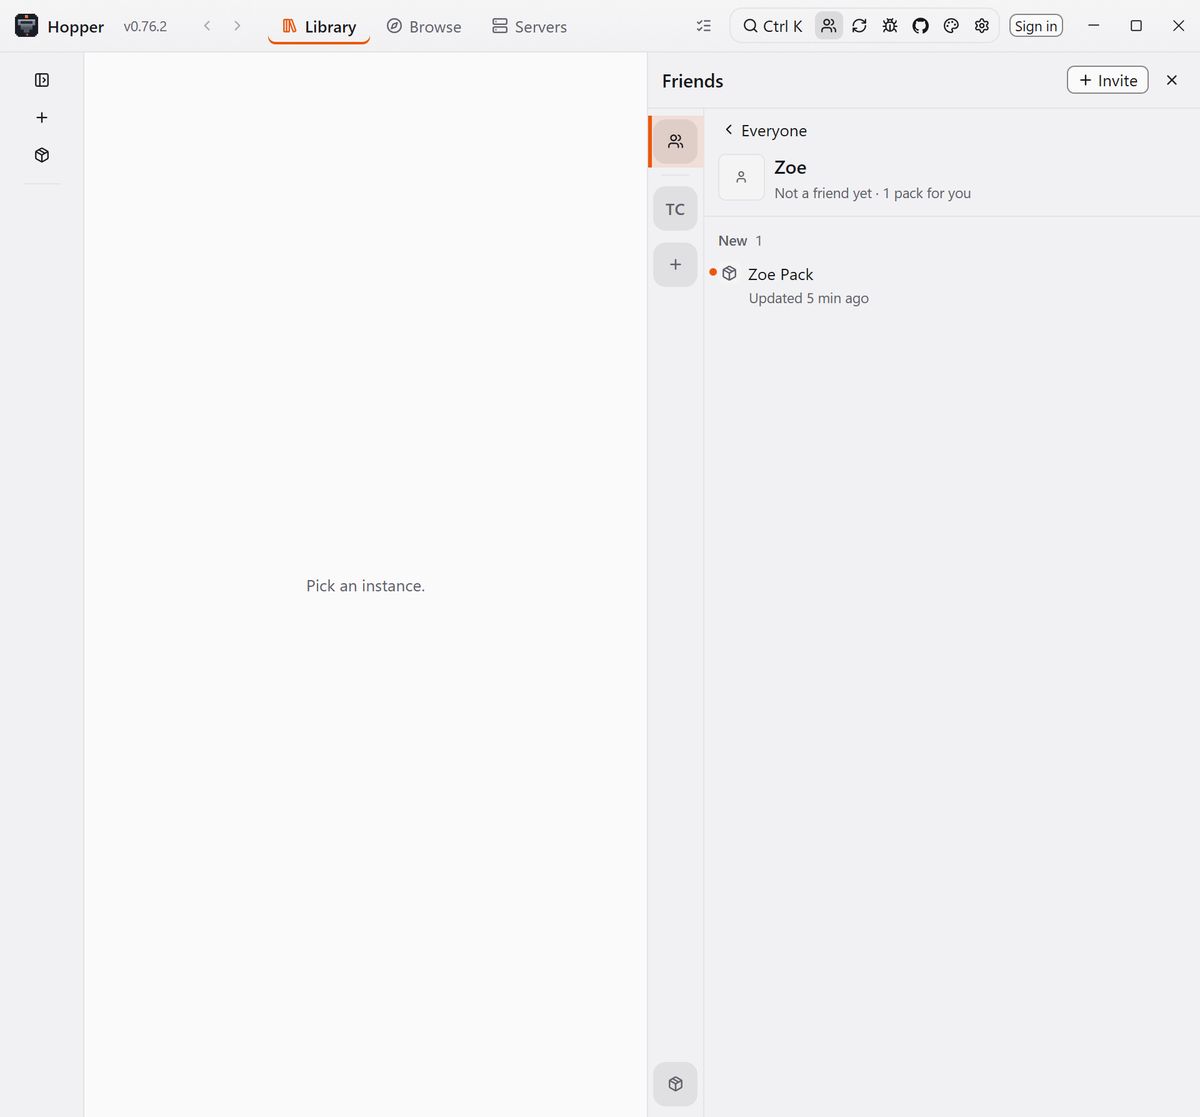 Hopper v0.76.2 Library Browse Servers Ctrl K Sign in
Friends + Invite
Everyone
Zoe
Not a friend yet · 1 pack for you
TC
New 1
Zoe Pack
Updated 5 min ago
Pick an instance.